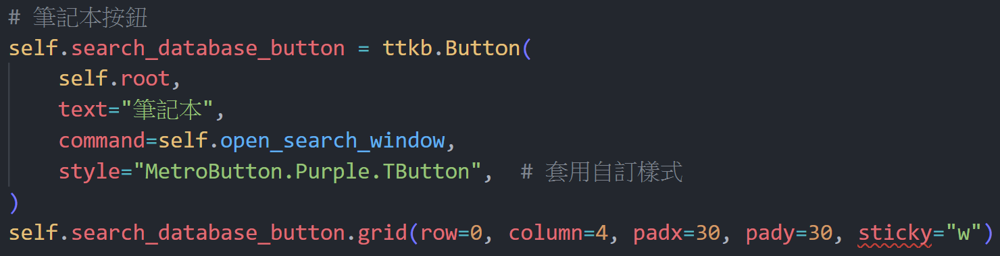 # 筆記本按鈕
self.search_database_button = ttkb.Button(
    self.root,
    text="筆記本",
    command=self.open_search_window,
    style="MetroButton.Purple.TButton",  # 套用自訂樣式
)
self.search_database_button.grid(row=0, column=4, padx=30, pady=30, sticky="w")